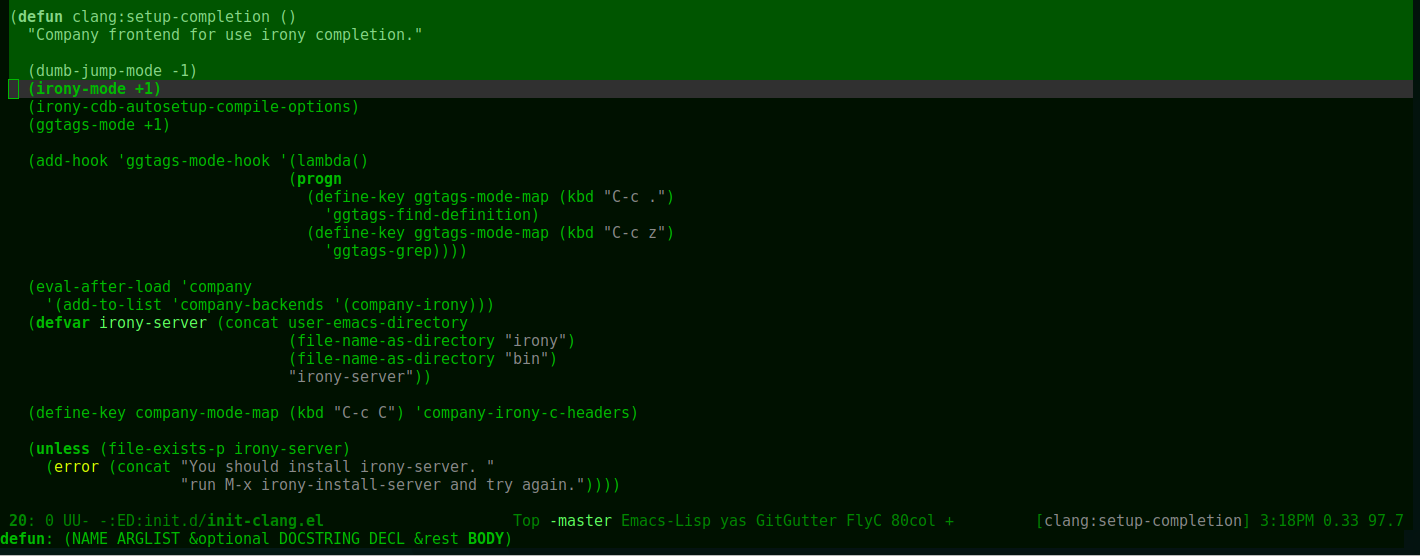 (defun clang:setup-completion ()
  "Company frontend for use irony completion."

  (dumb-jump-mode -1)
  (irony-mode +1)
  (irony-cdb-autosetup-compile-options)
  (ggtags-mode +1)

  (add-hook 'ggtags-mode-hook '(lambda()
                               (progn
                                 (define-key ggtags-mode-map (kbd "C-c .")
                                   'ggtags-find-definition)
                                 (define-key ggtags-mode-map (kbd "C-c z")
                                   'ggtags-grep))))

  (eval-after-load 'company
    '(add-to-list 'company-backends '(company-irony)))
  (defvar irony-server (concat user-emacs-directory
                               (file-name-as-directory "irony")
                               (file-name-as-directory "bin")
                               "irony-server"))

  (define-key company-mode-map (kbd "C-c C") 'company-irony-c-headers)

  (unless (file-exists-p irony-server)
    (error (concat "You should install irony-server. "
                   "run M-x irony-install-server and try again."))))

20: 0 UU- -:ED:init.d/init-clang.el Top -master Emacs-Lisp yas GitGutter FlyC 80col + [clang:setup-completion] 3:18PM 0.33 97.7
defun: (NAME ARGLIST &optional DOCSTRING DECL &rest BODY)